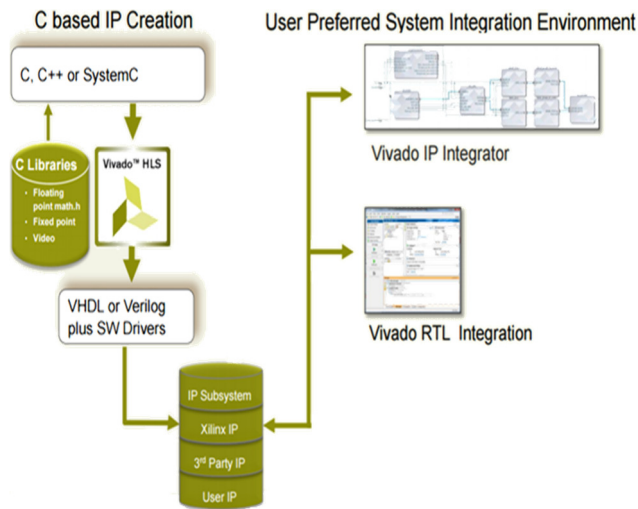 C based IP Creation
User Preferred System Integration Environment
C, C++ or SystemC
C Libraries
• Floating
point math.h
• Fixed point
• Video
Vivado™ HLS
VHDL or Verilog
plus SW Drivers
IP Subsystem
Xilinx IP
3rd Party IP
User IP
Vivado IP Integrator
Vivado RTL Integration